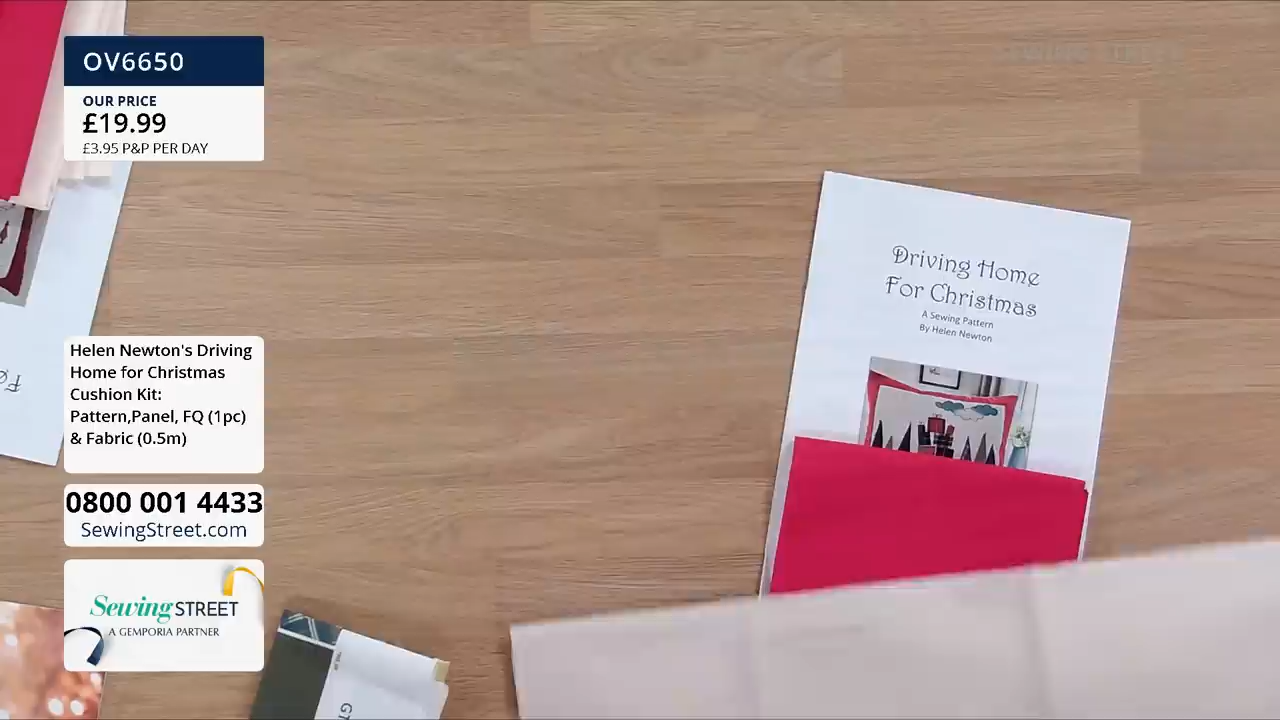 OV6650
OUR PRICE
£19.99
£3.95 P&P PER DAY
SEWING STREET
Driving Home
For Christmas
A Sewing Pattern
By Helen Newton
Helen Newton's Driving
Home for Christmas
Cushion Kit:
Pattern,Panel, FQ (1pc)
& Fabric (0.5m)
0800 001 4433
SewingStreet.com
Sewing STREET
A GEMPORIA PARTNER